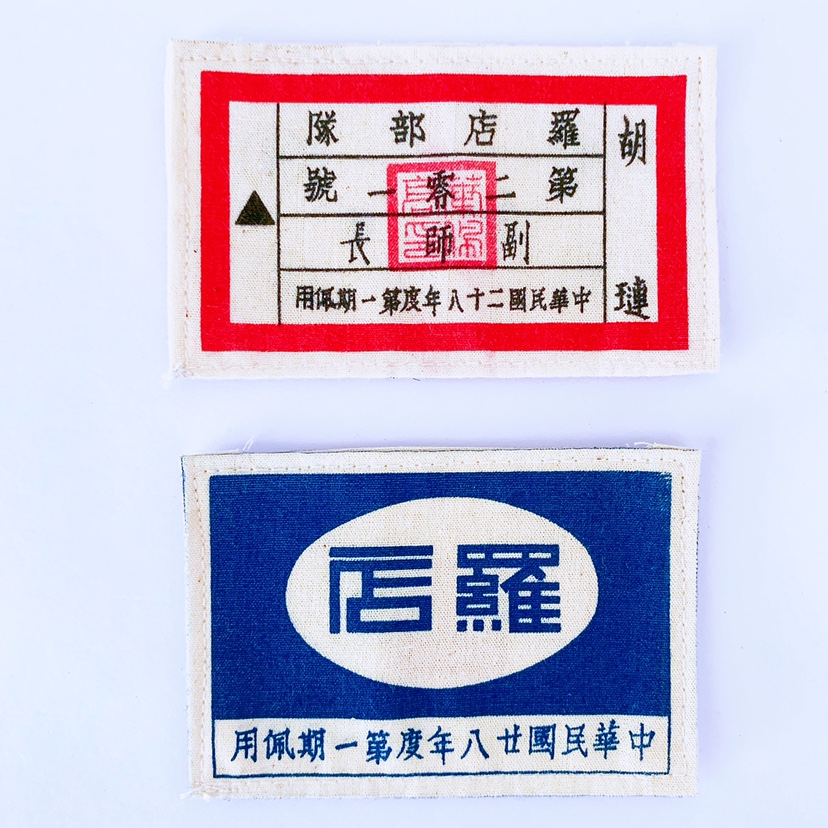 胡璉
羅店部隊
第二零一號
副師長
中華民國二十八年度第一期佩用
羅店
中華民國廿八年度第一期佩用